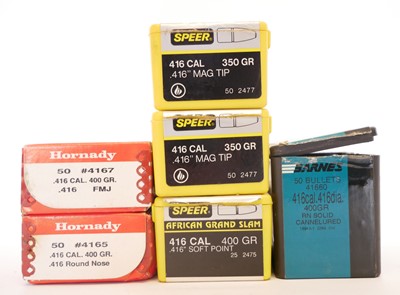 SPEER
416 CAL 350 GR
.416" MAG TIP
50 2477
SPEER
416 CAL 350 GR
.416" MAG TIP
50 2477
Hornady
50 #4167
.416 CAL. 400 GR.
.416 FMJ
Hornady
50 #4165
.416 CAL. 400 GR.
.416 Round Nose
SPEER
AFRICAN GRAND SLAM
416 CAL 400 GR
.416" SOFT POINT
25 2475
BARNES
50 BULLETS
41660
416cal.416dia.
400GR
RN SOLID
CANNELURED